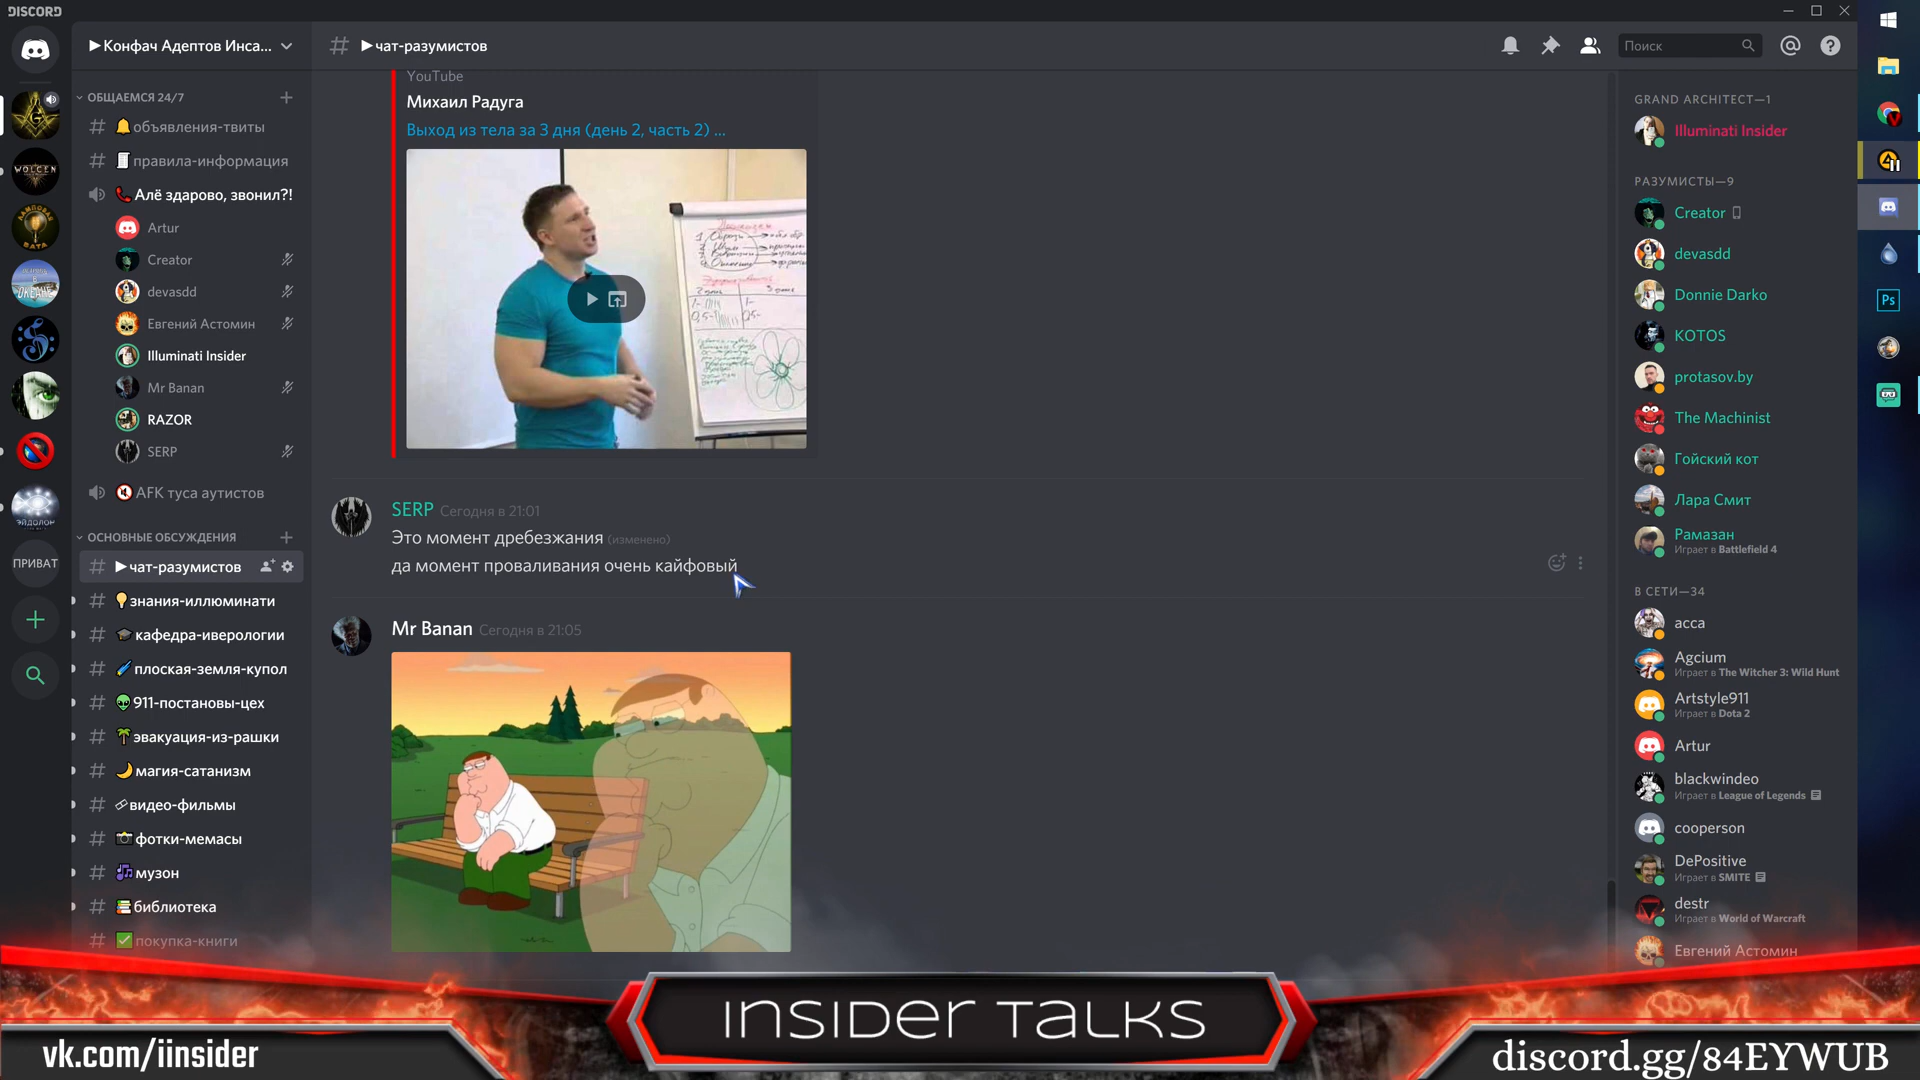 DISCORD
▶Конфач Адептов Инса...
ОБЩАЕМСЯ 24/7
объявления-твиты
правила-информация
Алё здарово, звонил?!
Artur
Creator
devasdd
Евгений Астомин
Illuminati Insider
Mr Banan
RAZOR
SERP
AFK туса аутистов
ОСНОВНЫЕ ОБСУЖДЕНИЯ
▶чат-разумистов
знания-иллюминати
кафедра-иверологии
плоская-земля-купол
911-постановы-цех
эвакуация-из-рашки
магия-сатанизм
видео-фильмы
фотки-мемасы
музон
библиотека
покупка-книги
WOLCEN
ЛАМПОВАЯ
ВАТА
ОКЕАНЕ
ЭЙДОЛОН
ПРИВАТ
▶чат-разумистов
Поиск
YouTube
Михаил Радуга
Выход из тела за 3 дня (день 2, часть 2) ...
SERP Сегодня в 21:01
Это момент дребезжания (изменено)
да момент проваливания очень кайфовый
Mr Banan Сегодня в 21:05
GRAND ARCHITECT—1
Illuminati Insider
РАЗУМИСТЫ—9
Creator
devasdd
Donnie Darko
KOTOS
protasov.by
The Machinist
Гойский кот
Лара Смит
Рамазан
Играет в Battlefield 4
В СЕТИ—34
acca
Agcium
Играет в The Witcher 3: Wild Hunt
Artstyle911
Играет в Dota 2
Artur
blackwindeo
Играет в League of Legends
cooperson
DePositive
Играет в SMITE
destr
Играет в World of Warcraft
Евгений Астомин
Ps
INSIDER TALKS
vk.com/iinsider
discord.gg/84EYWUB